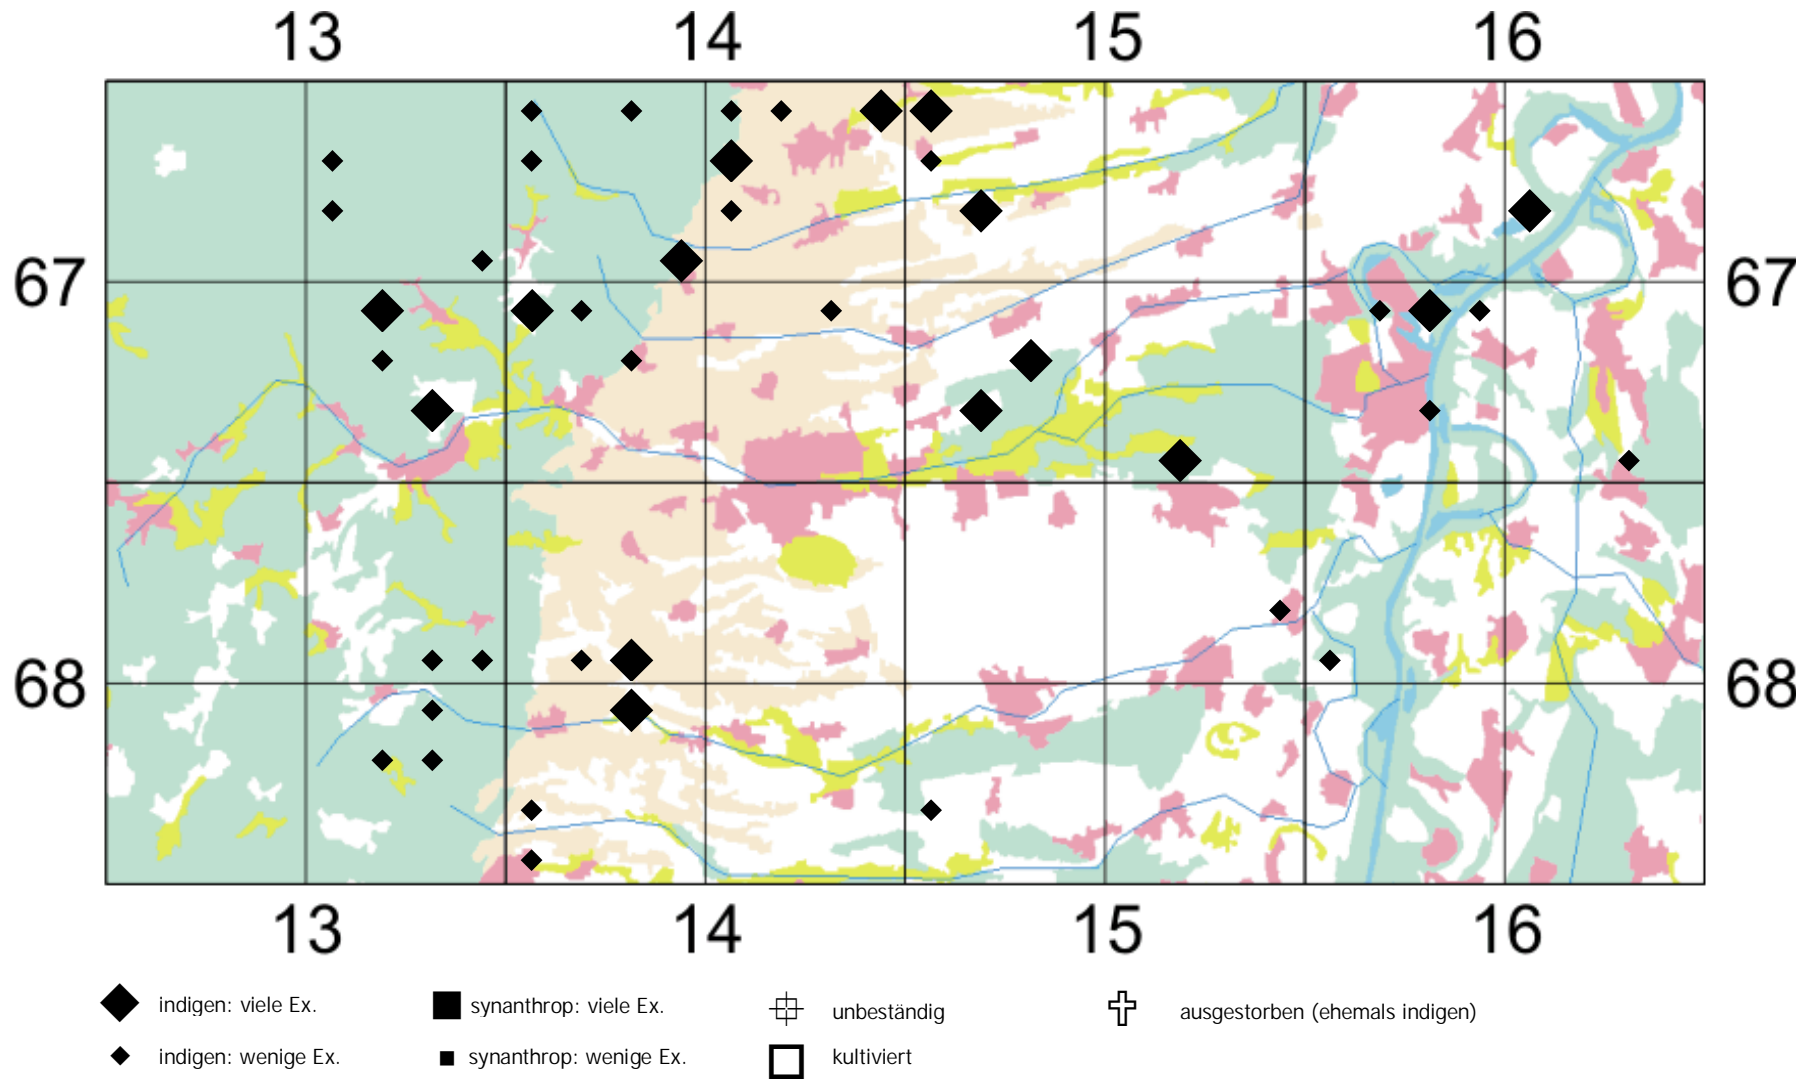 13 14 15 16
67 67
68 68
13 14 15 16
indigen: viele Ex. synanthrop: viele Ex. unbeständig ausgestorben (ehemals indigen)
indigen: wenige Ex. synanthrop: wenige Ex. kultiviert